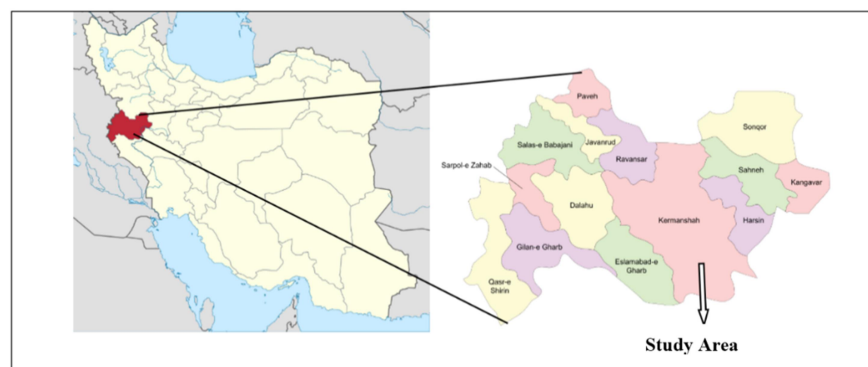 Paveh
Sonqor
Javanrud
Salas-e Babajani
Ravansar
Sarpol-e Zahab
Sahneh
Kangavar
Dalahu
Kermanshah
Harsin
Gilan-e Gharb
Eslamabad-e
Gharb
Qasr-e
Shirin
Study Area